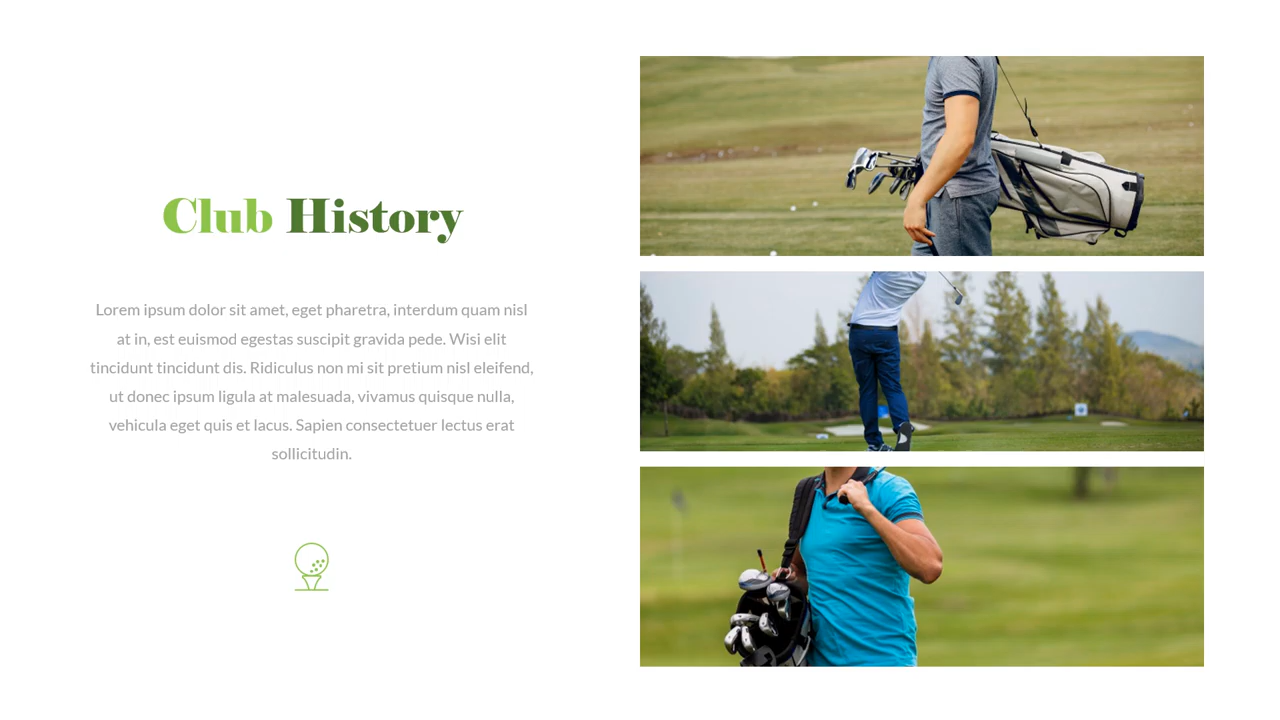 Club History
Lorem ipsum dolor sit amet, eget pharetra, interdum quam nisl
at in, est euismod egestas suscipit gravida pede. Wisi elit
tincidunt tincidunt dis. Ridiculus non mi sit pretium nisl eleifend,
ut donec ipsum ligula at malesuada, vivamus quisque nulla,
vehicula eget quis et lacus. Sapien consectetuer lectus erat
sollicitudin.